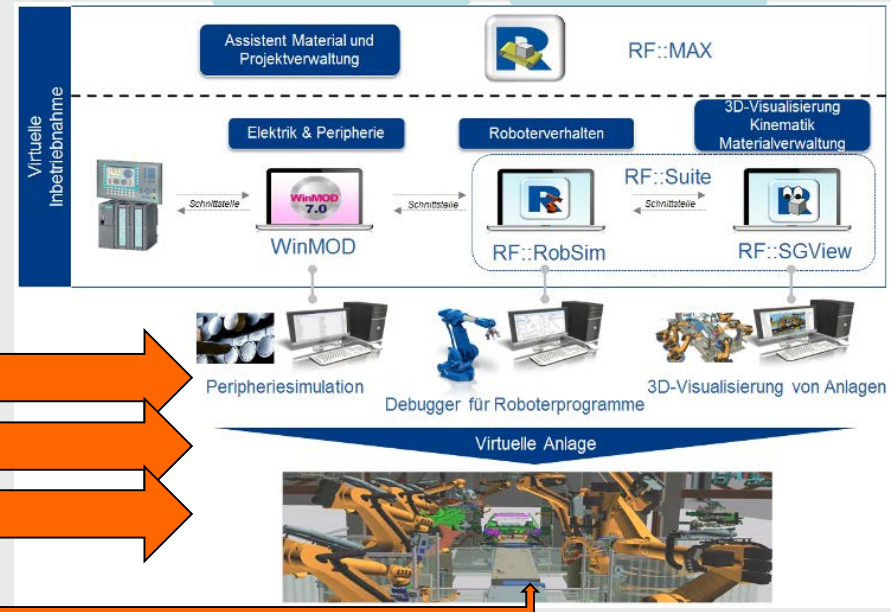 Assistent Material und
Projektverwaltung
RF::MAX
Virtuelle
Inbetriebnahme
Elektrik & Peripherie
Roboterverhalten
3D-Visualisierung
Kinematik
Materialverwaltung
RF::Suite
Schnittstelle
WinMOD
7.0
Schnittstelle
Schnittstelle
WinMOD
RF::RobSim
RF::SGView
Peripheriesimulation
Debugger für Roboterprogramme
3D-Visualisierung von Anlagen
Virtuelle Anlage